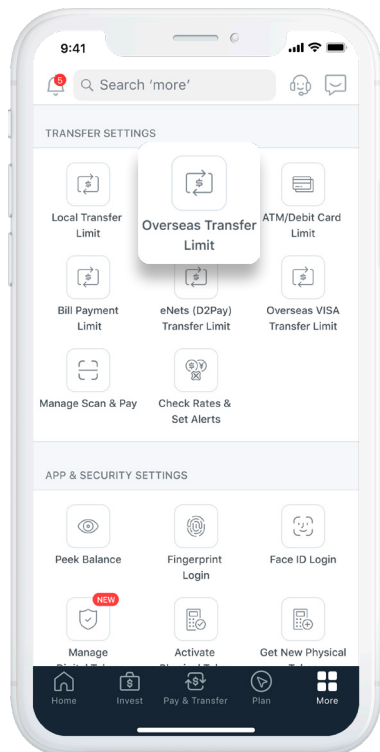 9:41
5
Search ‘more’
TRANSFER SETTINGS
Local Transfer
Limit
Overseas Transfer
Limit
ATM/Debit Card
Limit
Bill Payment
Limit
eNets (D2Pay)
Transfer Limit
Overseas VISA
Transfer Limit
Manage Scan & Pay
Check Rates &
Set Alerts
APP & SECURITY SETTINGS
Peek Balance
Fingerprint
Login
Face ID Login
NEW
Manage
Activate
Get New Physical
Home
Invest
Pay & Transfer
Plan
More